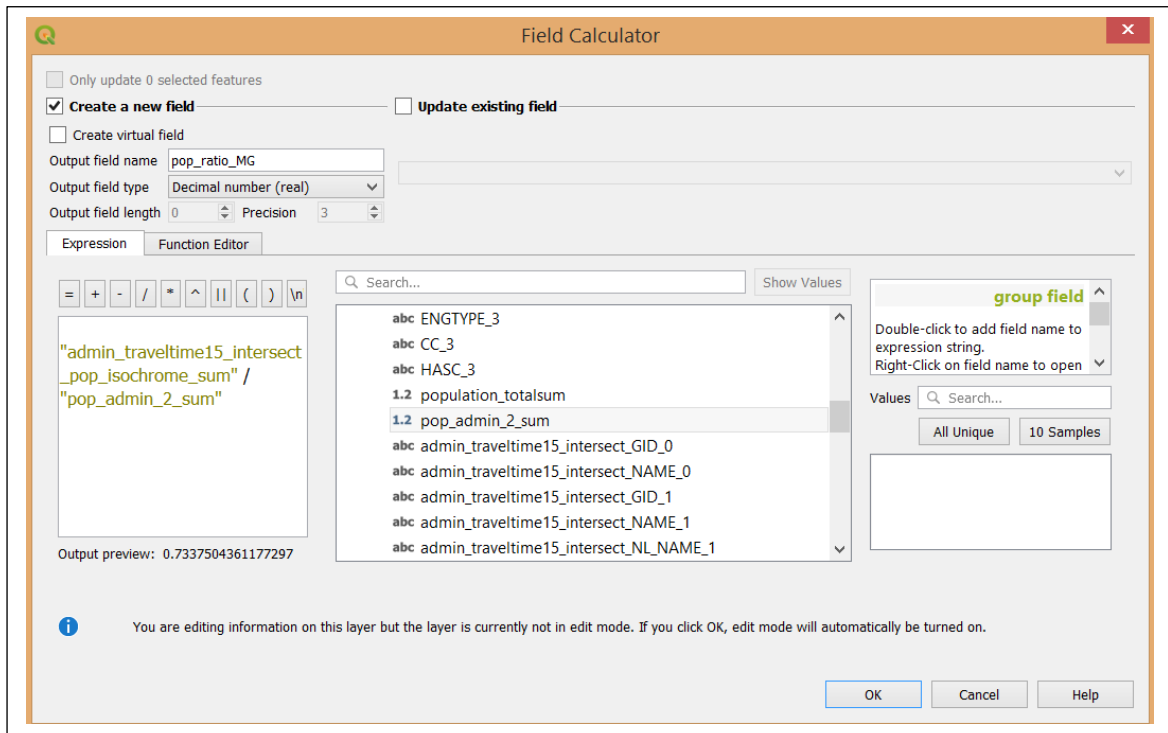 Field Calculator
Only update 0 selected features
Create a new field
Update existing field
Create virtual field
Output field name pop_ratio_MG
Output field type Decimal number (real)
Output field length 0 Precision 3
Expression Function Editor
= + - / * ^ || ( ) \n
"admin_traveltime15_intersect
_pop_isochrome_sum" /
"pop_admin_2_sum"
Output preview: 0.7337504361177297
Search... Show Values
abc ENGTYPE_3
abc CC_3
abc HASC_3
1.2 population_totalsum
1.2 pop_admin_2_sum
abc admin_traveltime15_intersect_GID_0
abc admin_traveltime15_intersect_NAME_0
abc admin_traveltime15_intersect_GID_1
abc admin_traveltime15_intersect_NAME_1
abc admin_traveltime15_intersect_NL_NAME_1
group field
Double-click to add field name to
expression string.
Right-Click on field name to open
Values Search...
All Unique 10 Samples
You are editing information on this layer but the layer is currently not in edit mode. If you click OK, edit mode will automatically be turned on.
OK Cancel Help